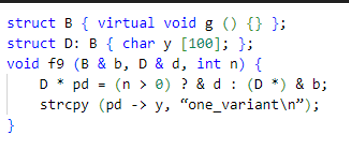 struct B { virtual void g () {} };
struct D: B { char y [100]; };
void f9 (B & b, D & d, int n) {
D * pd = (n > 0) ? & d : (D *) & b;
strcpy (pd -> y, “one_variant\n”);
}